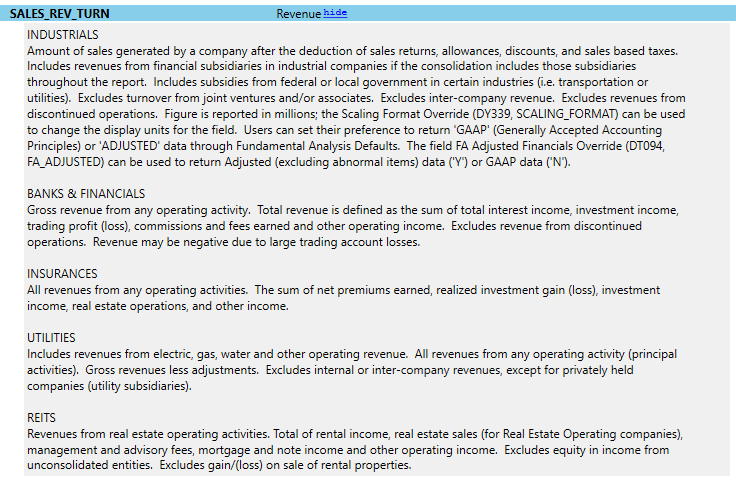 SALES_REV_TURN Revenue hide
INDUSTRIALS
Amount of sales generated by a company after the deduction of sales returns, allowances, discounts, and sales based taxes.
Includes revenues from financial subsidiaries in industrial companies if the consolidation includes those subsidiaries
throughout the report.  Includes subsidies from federal or local government in certain industries (i.e. transportation or
utilities).  Excludes turnover from joint ventures and/or associates.  Excludes inter-company revenue.  Excludes revenues from
discontinued operations.  Figure is reported in millions; the Scaling Format Override (DY339, SCALING_FORMAT) can be used
to change the display units for the field.  Users can set their preference to return 'GAAP' (Generally Accepted Accounting
Principles) or 'ADJUSTED' data through Fundamental Analysis Defaults.  The field FA Adjusted Financials Override (DT094,
FA_ADJUSTED) can be used to return Adjusted (excluding abnormal items) data ('Y') or GAAP data ('N').
BANKS & FINANCIALS
Gross revenue from any operating activity.  Total revenue is defined as the sum of total interest income, investment income,
trading profit (loss), commissions and fees earned and other operating income.  Excludes revenue from discontinued
operations.  Revenue may be negative due to large trading account losses.
INSURANCES
All revenues from any operating activities.  The sum of net premiums earned, realized investment gain (loss), investment
income, real estate operations, and other income.
UTILITIES
Includes revenues from electric, gas, water and other operating revenue.  All revenues from any operating activity (principal
activities).  Gross revenues less adjustments.  Excludes internal or inter-company revenues, except for privately held
companies (utility subsidiaries).
REITS
Revenues from real estate operating activities. Total of rental income, real estate sales (for Real Estate Operating companies),
management and advisory fees, mortgage and note income and other operating income.  Excludes equity in income from
unconsolidated entities.  Excludes gain/(loss) on sale of rental properties.